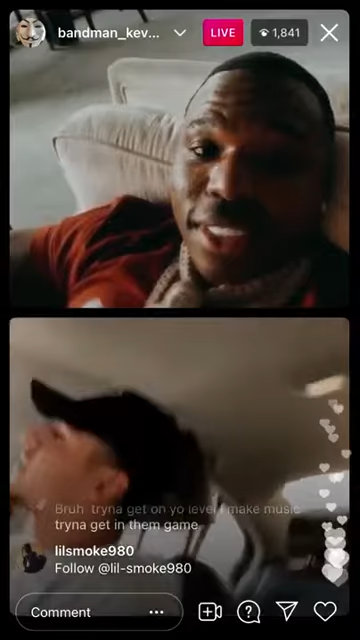 bandman_kev...
LIVE
1,841
Bruh tryna get on yo level I make music
tryna get in them game
lilsmoke980
Follow @lil-smoke980
Comment